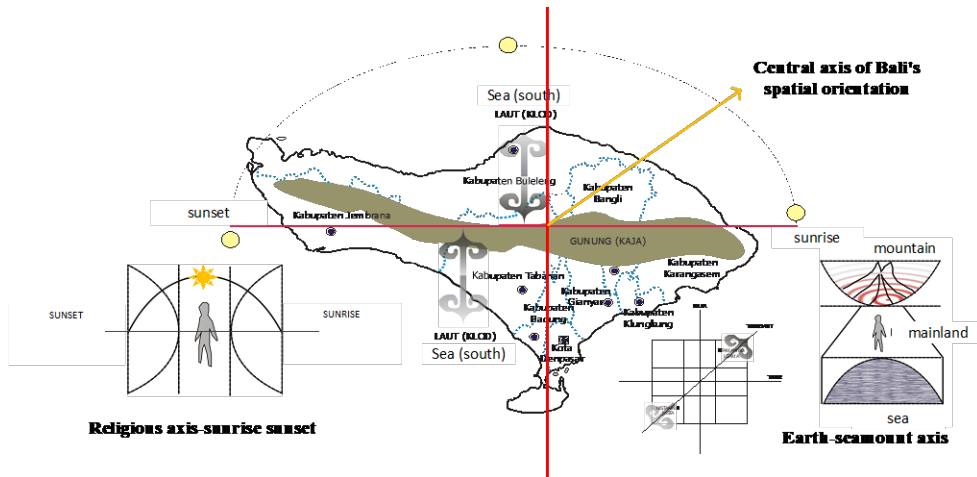 Central axis of Bali's
spatial orientation
Sea (south)
LAUT (KLOD)
Kabupaten Buleleng
Kabupaten
Bangli
sunset
Kabupaten Jembrana
GUNUNG (KAJA)
sunrise
mountain
Kabupaten
Karangasem
Kabupaten Tabanan
Kabupaten
Gianyar
Kabupaten
Badung
Kabupaten
Klungkung
SUNSET
SUNRISE
LAUT (KLOD)
Sea (south)
Kota
Denpasar
mainland
sea
Religious axis-sunrise sunset
Earth-seamount axis